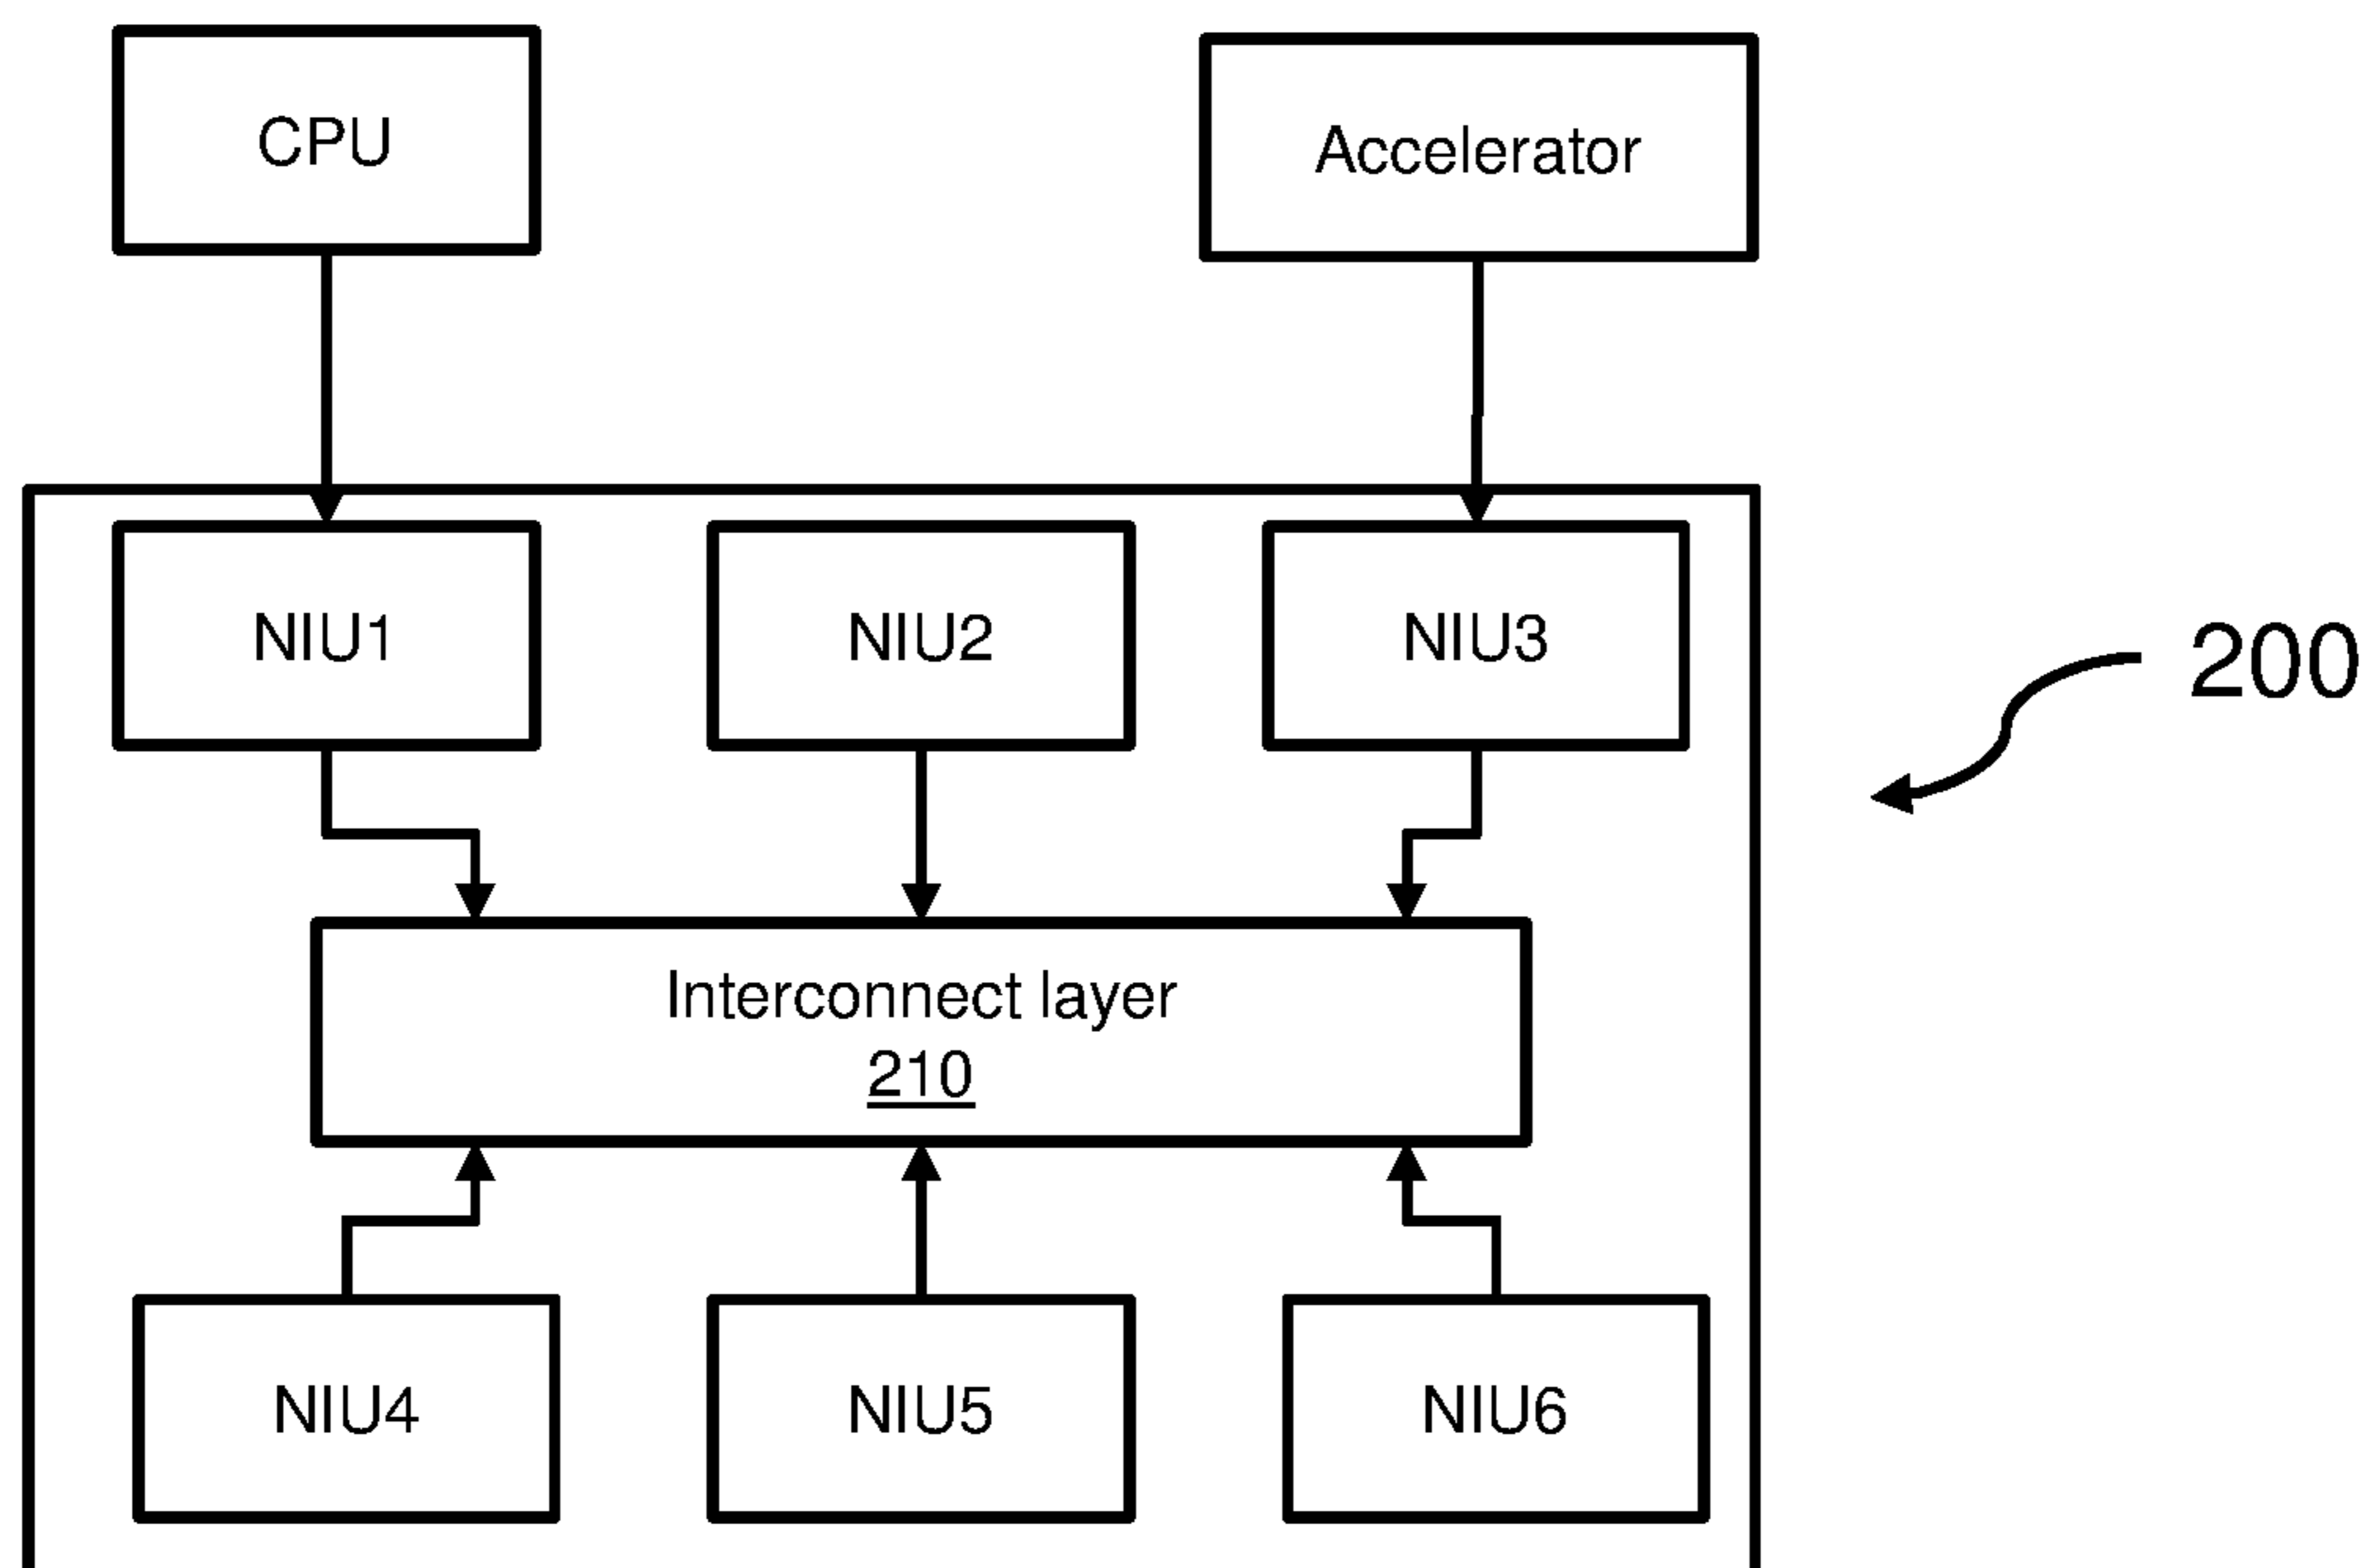 CPU
Accelerator
NIU1
NIU2
NIU3
200
Interconnect layer
210
NIU4
NIU5
NIU6